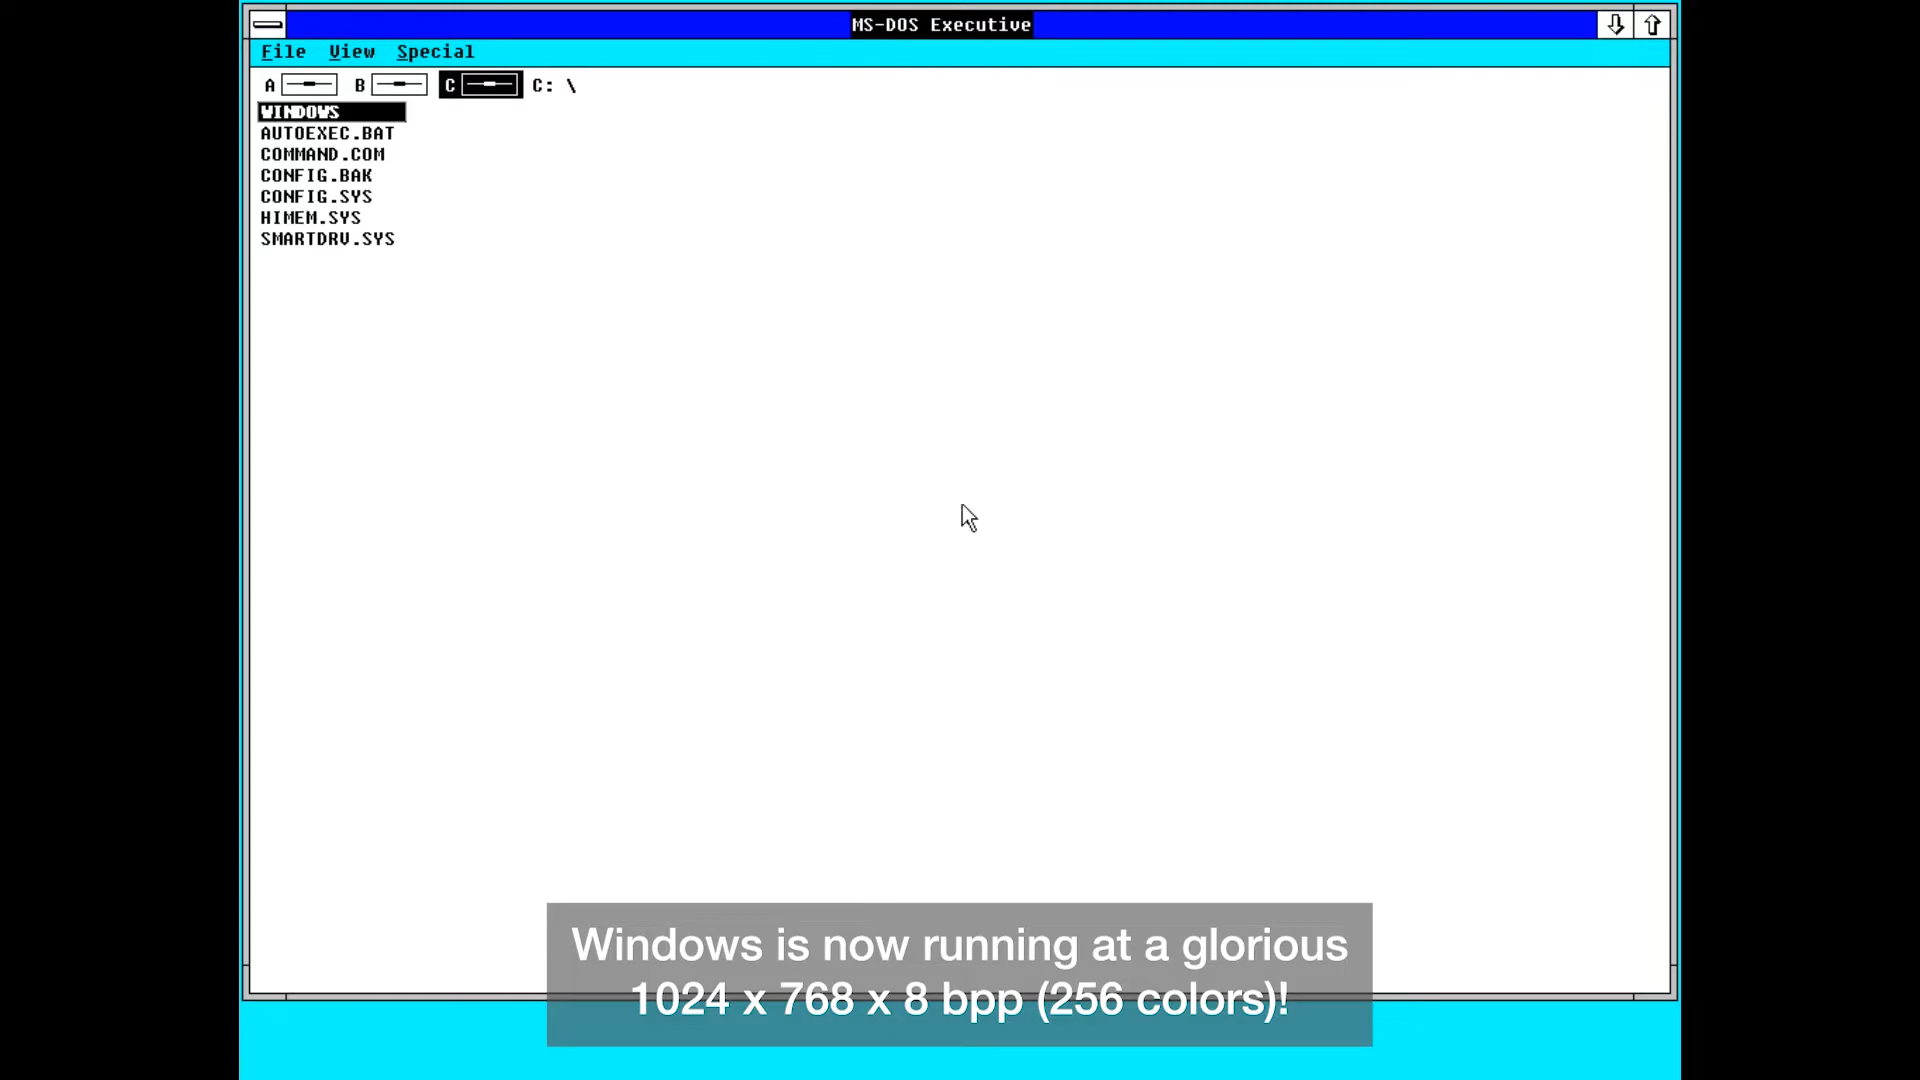 MS-DOS Executive
File View Special
A B C C: \
WINDOWS
AUTOEXEC.BAT
COMMAND.COM
CONFIG.BAK
CONFIG.SYS
HIMEM.SYS
SMARTDRV.SYS
Windows is now running at a glorious
1024 x 768 x 8 bpp (256 colors)!